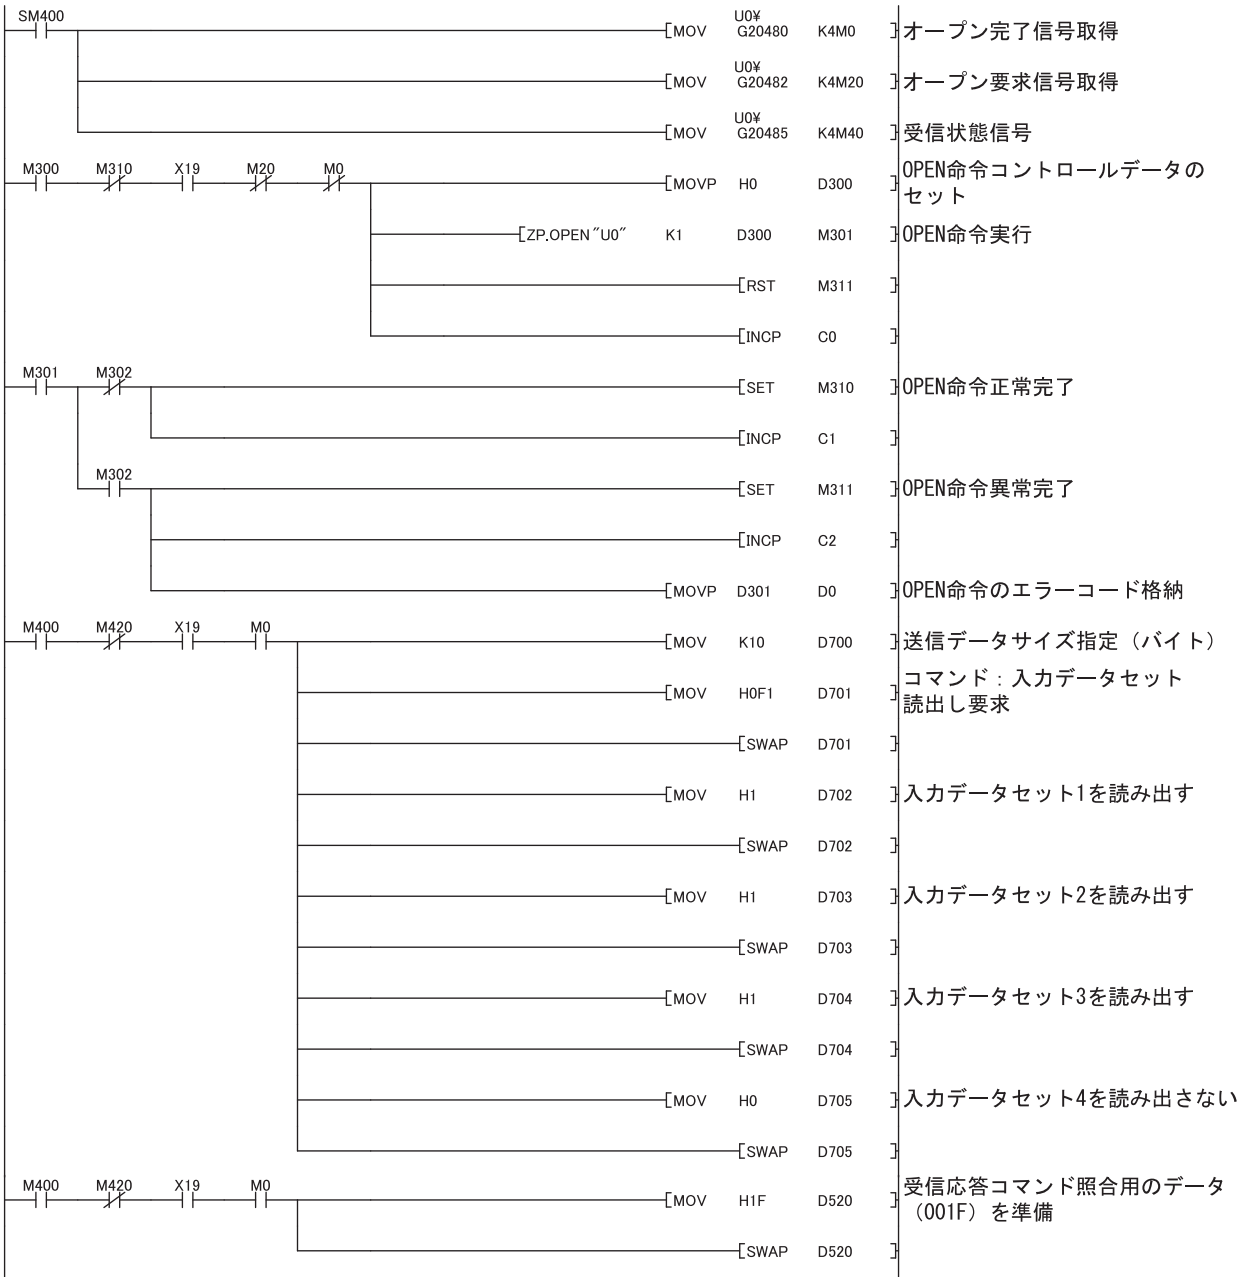 SM400 [MOV U0¥G20480 K4M0 ] オープン完了信号取得
[MOV U0¥G20482 K4M20 ] オープン要求信号取得
[MOV U0¥G20485 K4M40 ] 受信状態信号
M300 M310 X19 M20 M0 [MOVP H0 D300 ] OPEN命令コントロールデータの
セット
[ZP.OPEN "U0" K1 D300 M301 ] OPEN命令実行
[RST M311 ]
[INCP C0 ]
M301 M302 [SET M310 ] OPEN命令正常完了
[INCP C1 ]
M302 [SET M311 ] OPEN命令異常完了
[INCP C2 ]
[MOVP D301 D0 ] OPEN命令のエラーコード格納
M400 M420 X19 M0 [MOV K10 D700 ] 送信データサイズ指定（バイト）
[MOV H0F1 D701 ] コマンド：入力データセット
読出し要求
[SWAP D701 ]
[MOV H1 D702 ] 入力データセット1を読み出す
[SWAP D702 ]
[MOV H1 D703 ] 入力データセット2を読み出す
[SWAP D703 ]
[MOV H1 D704 ] 入力データセット3を読み出す
[SWAP D704 ]
[MOV H0 D705 ] 入力データセット4を読み出さない
[SWAP D705 ]
M400 M420 X19 M0 [MOV H1F D520 ] 受信応答コマンド照合用のデータ
（001F）を準備
[SWAP D520 ]